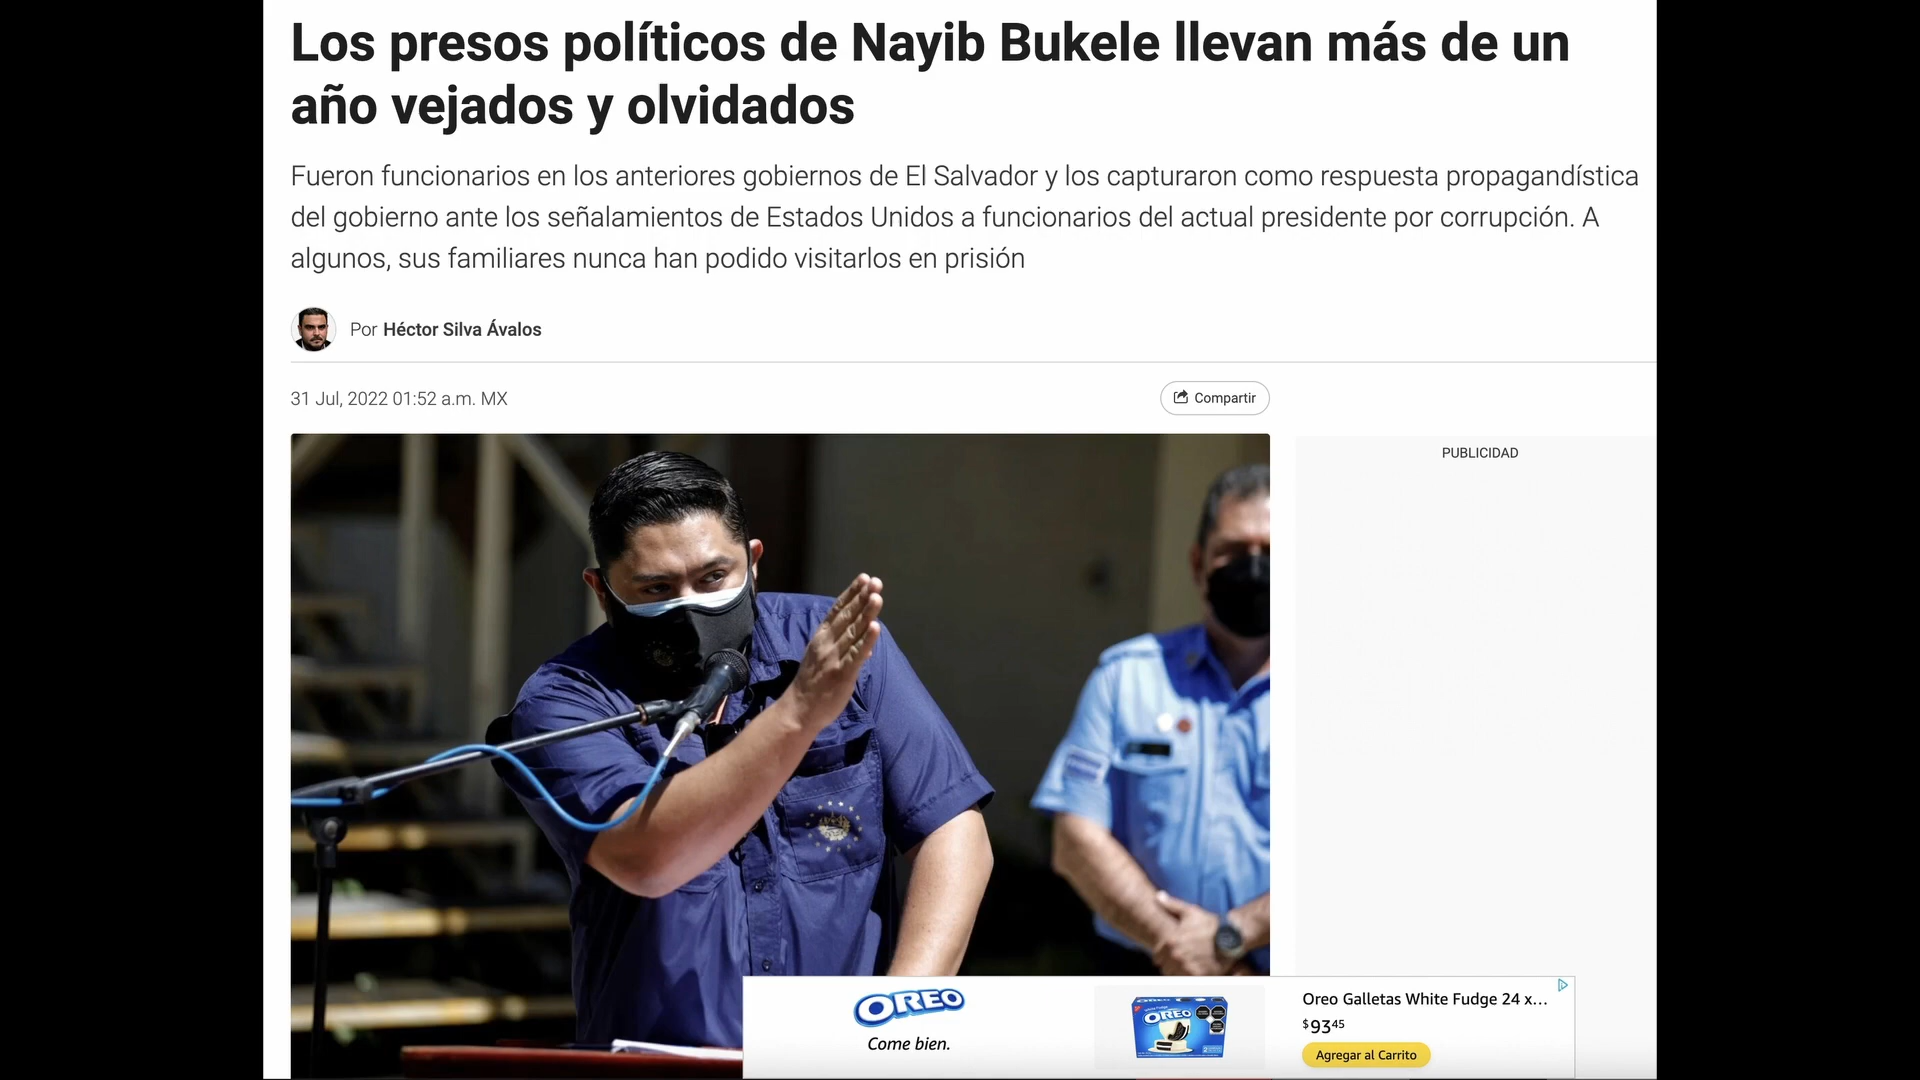 Los presos políticos de Nayib Bukele llevan más de un
año vejados y olvidados
Fueron funcionarios en los anteriores gobiernos de El Salvador y los capturaron como respuesta propagandística
del gobierno ante los señalamientos de Estados Unidos a funcionarios del actual presidente por corrupción. A
algunos, sus familiares nunca han podido visitarlos en prisión
Por Héctor Silva Ávalos
31 Jul, 2022 01:52 a.m. MX
Compartir
PUBLICIDAD
OREO
Come bien.
OREO
Oreo Galletas White Fudge 24 x...
$9345
Agregar al Carrito